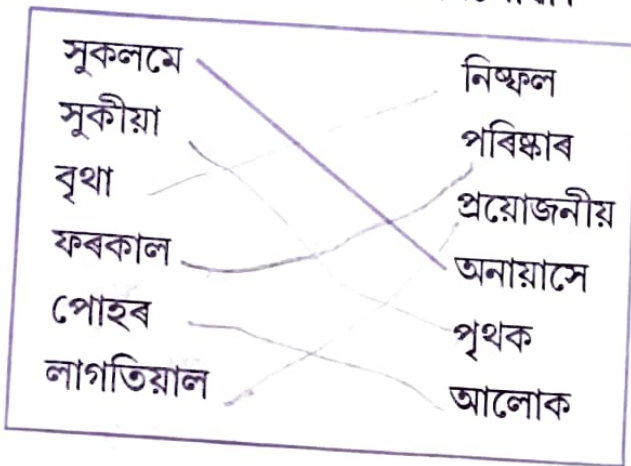 সুকলমে
সুকীয়া
বৃথা
ফৰকাল
পোহৰ
লাগতিয়াল
নিষ্ফল
পৰিষ্কাৰ
প্ৰয়োজনীয়
অনায়াসে
পৃথক
আলোক